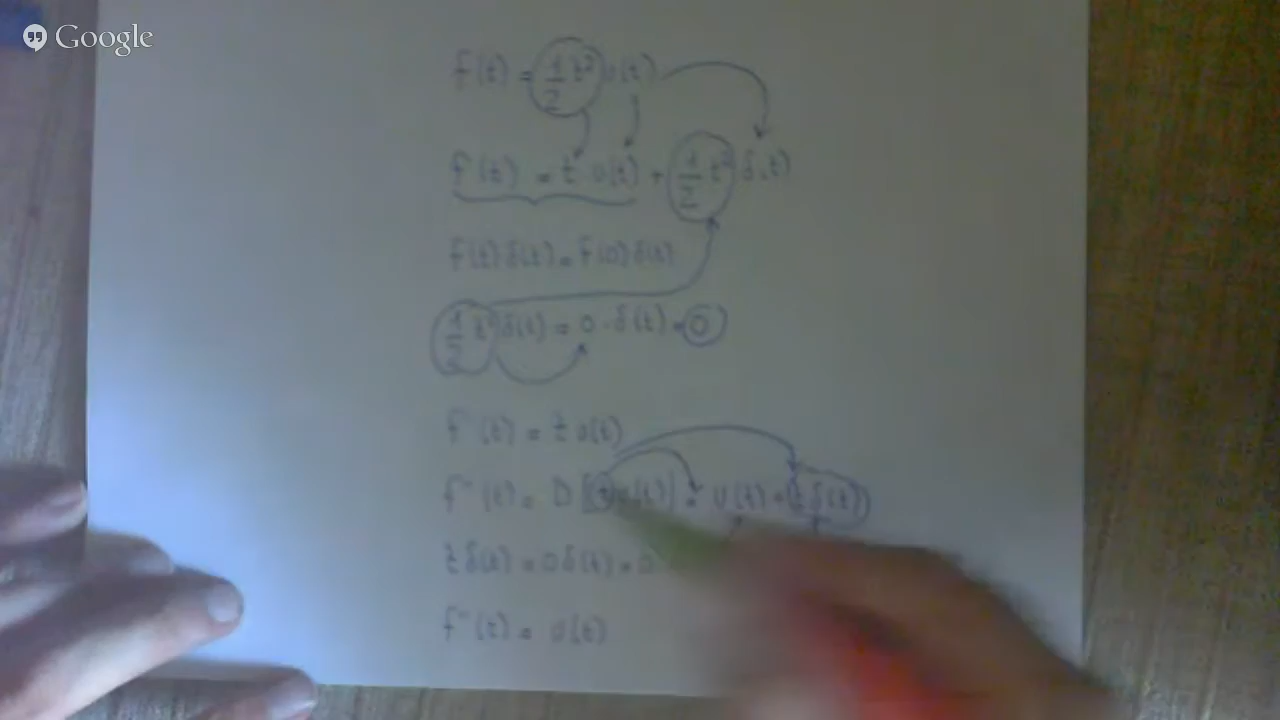 Google
f(t) = 1/2 t² u(t)
f'(t) = t u(t) + 1/2 t² δ(t)
f(t) δ(t) = f(0) δ(t)
1/2 t² δ(t) = 0 · δ(t) = 0
f'(t) = t u(t)
f''(t) = D [t u(t)] = u(t) + t δ(t)
t δ(t) = 0 δ(t) = 0
f''(t) = u(t)